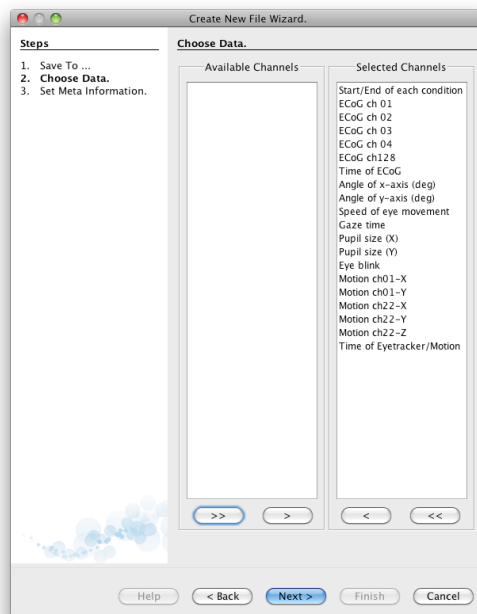 Create New File Wizard.
Steps
1. Save To ...
2. Choose Data.
3. Set Meta Information.
Choose Data.
Available Channels
Selected Channels
Start/End of each condition
ECoG ch 01
ECoG ch 02
ECoG ch 03
ECoG ch 04
ECoG ch128
Time of ECoG
Angle of x-axis (deg)
Angle of y-axis (deg)
Speed of eye movement
Gaze time
Pupil size (X)
Pupil size (Y)
Eye blink
Motion ch01-X
Motion ch01-Y
Motion ch22-X
Motion ch22-Y
Motion ch22-Z
Time of Eyetracker/Motion
>> > < <<
Help < Back Next > Finish Cancel